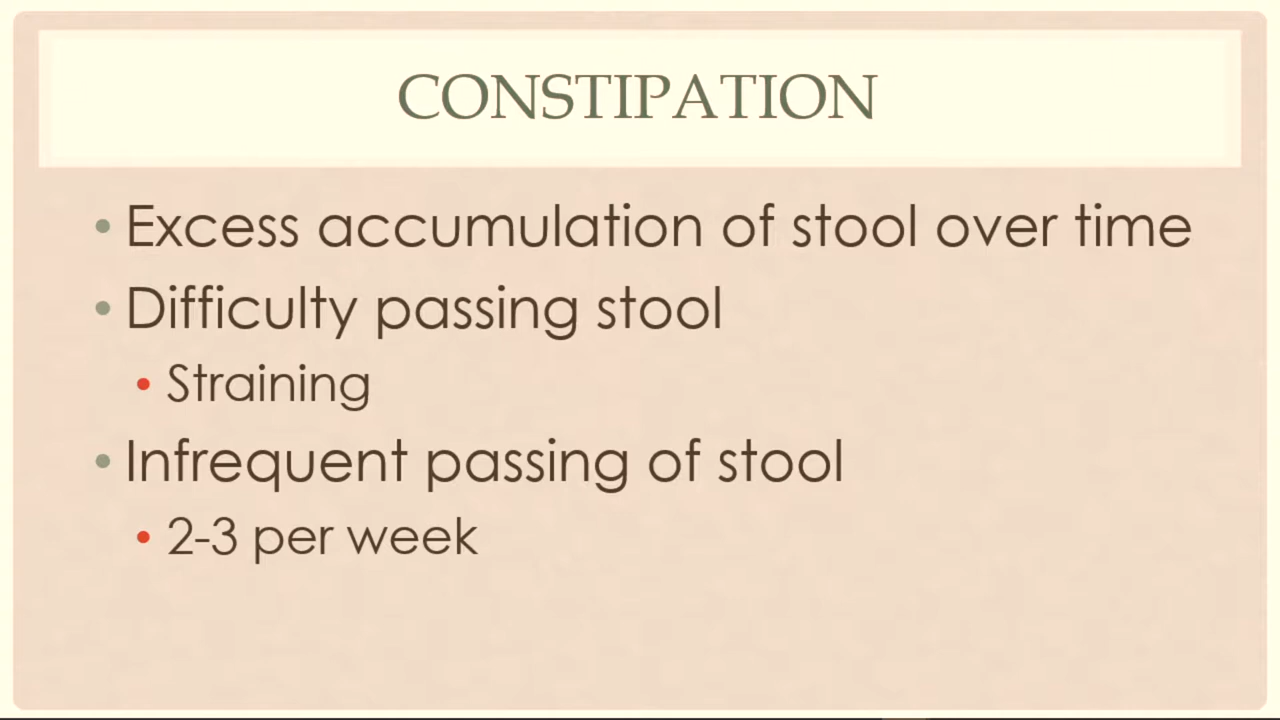 CONSTIPATION
• Excess accumulation of stool over time
• Difficulty passing stool
• Straining
• Infrequent passing of stool
• 2-3 per week